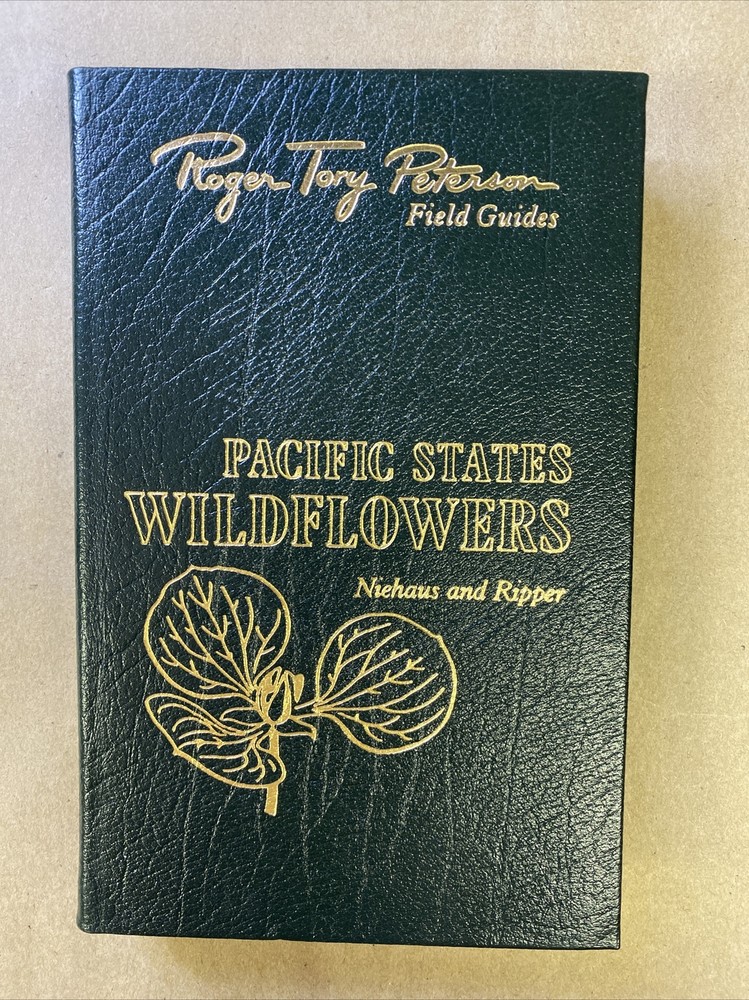 Roger Tory Peterson
Field Guides
PACIFIC STATES
WILDFLOWERS
Niehaus and Ripper